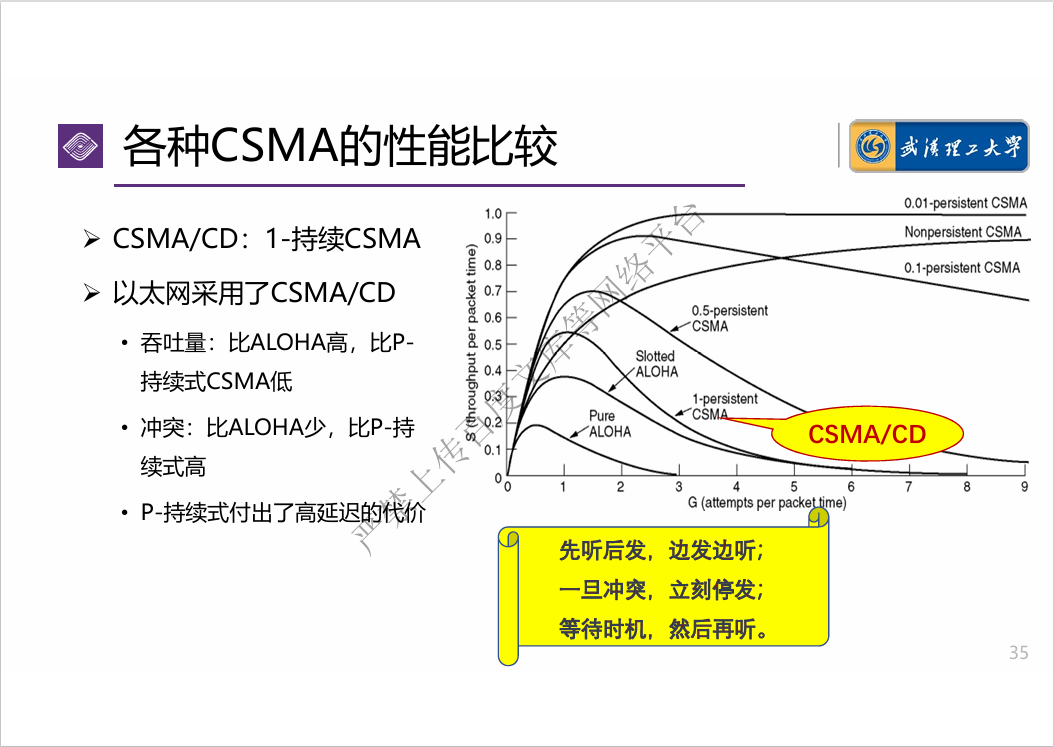 各种CSMA的性能比较
武汉理工大学
CSMA/CD：1-持续CSMA
以太网采用了CSMA/CD
• 吞吐量：比ALOHA高，比P-
持续式CSMA低
• 冲突：比ALOHA少，比P-持
续式高
• P-持续式付出了高延迟的代价
S (throughput per packet time)
1.0
0.9
0.8
0.7
0.6
0.5
0.4
0.3
0.2
0.1
0
0.01-persistent CSMA
Nonpersistent CSMA
0.1-persistent CSMA
0.5-persistent
CSMA
Slotted
ALOHA
1-persistent
CSMA
Pure
ALOHA
CSMA/CD
0 1 2 3 4 5 6 7 8 9
G (attempts per packet time)
严禁上传百度文库等网络平台
先听后发，边发边听；
一旦冲突，立刻停发；
等待时机，然后再听。
35